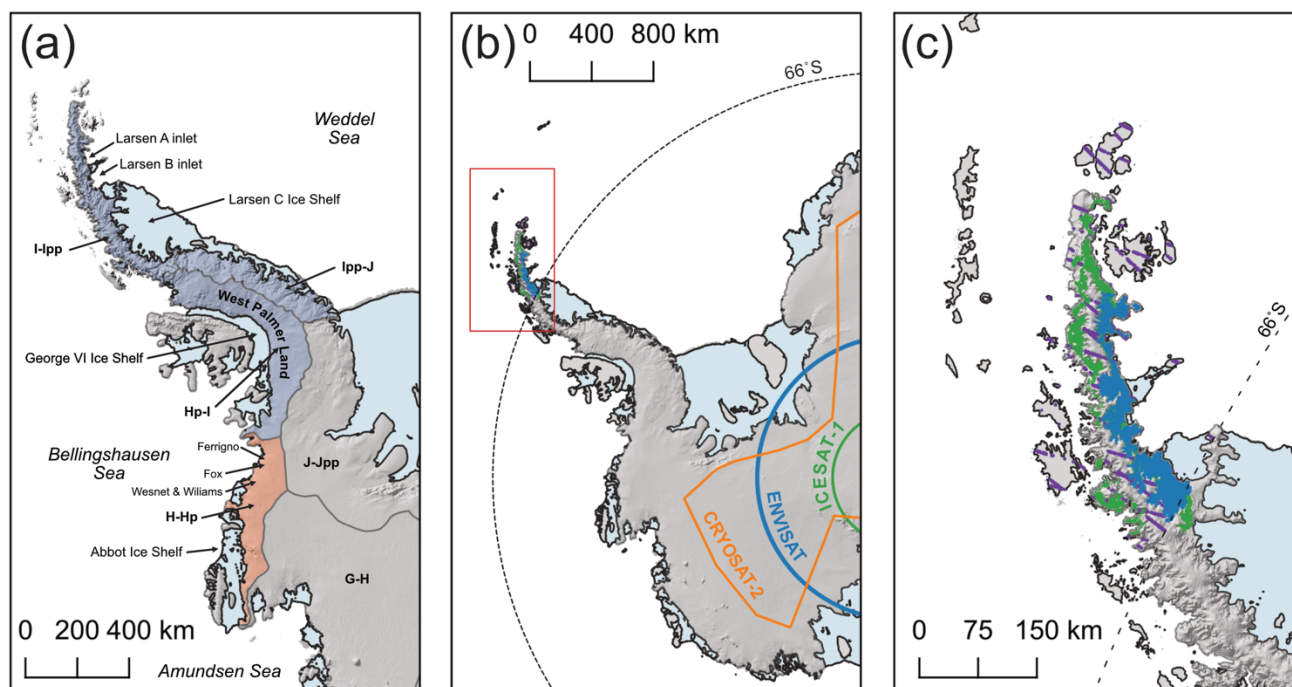 (a)
Weddel
Sea
Larsen A inlet
Larsen B inlet
Larsen C Ice Shelf
I-Ipp
Ipp-J
West Palmer Land
George VI Ice Shelf
Hp-I
Bellingshausen
Sea
Ferrigno
Fox
Wesnet & Wiliams
J-Jpp
H-Hp
Abbot Ice Shelf
G-H
0 200 400 km
Amundsen Sea
(b)
0 400 800 km
66°S
ICESAT-1
ENVISAT
CRYOSAT-2
(c)
66°S
0 75 150 km